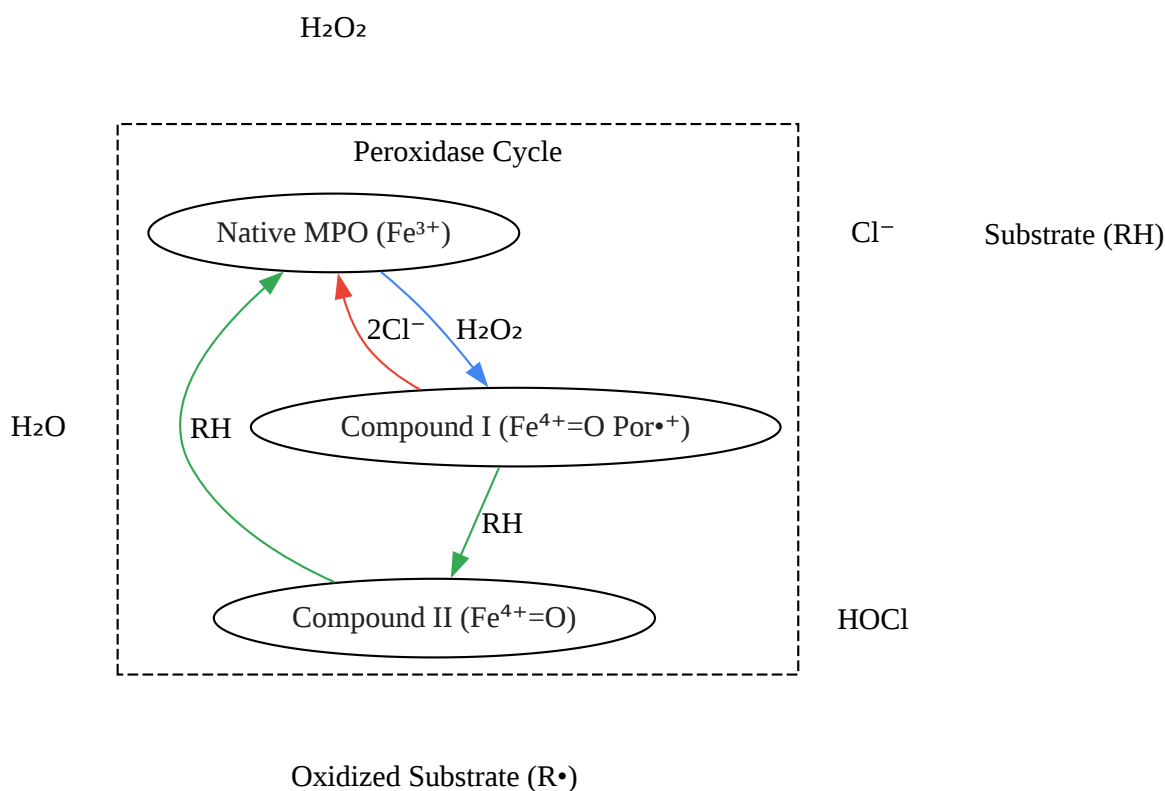 H₂O₂
Peroxidase Cycle
Native MPO (Fe³⁺)
Cl⁻
Substrate (RH)
2Cl⁻
H₂O₂
H₂O
RH
Compound I (Fe⁴⁺=O Por•⁺)
RH
Compound II (Fe⁴⁺=O)
HOCl
Oxidized Substrate (R•)